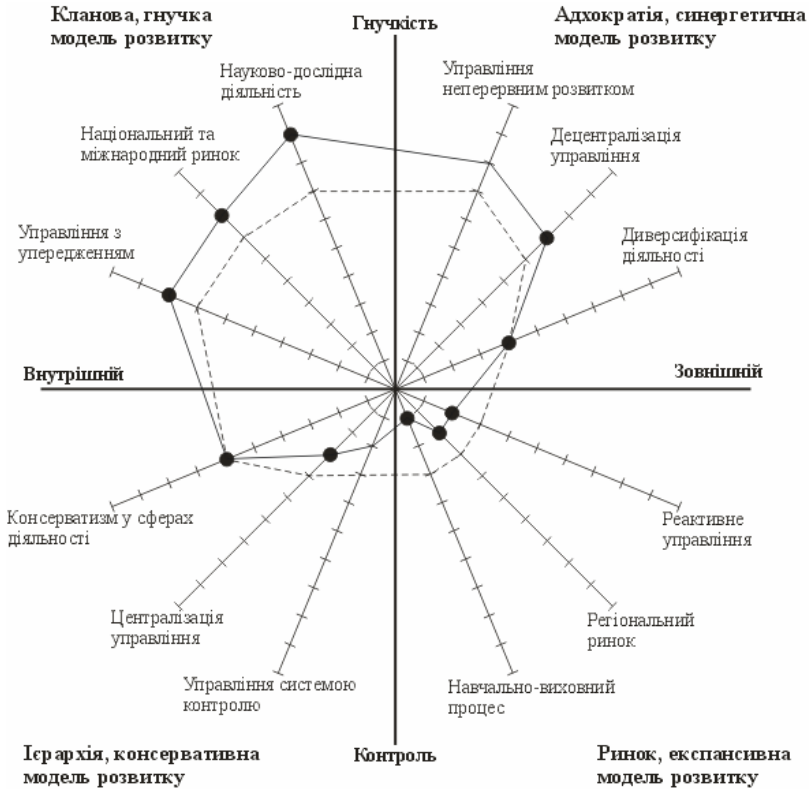 Кланова, гнучка
модель розвитку
Гнучкість
Адхократія, синергетична
модель розвитку
Науково-дослідна
діяльність
Управління
неперервним розвитком
Національний та
міжнародний ринок
Децентралізація
управління
Управління з
упередженням
Диверсифікація
діяльності
Внутрішній
Зовнішній
Консерватизм у сферах
діяльності
Реактивне
управління
Централізація
управління
Регіональний
ринок
Управління системою
контролю
Навчально-виховний
процес
Ієрархія, консервативна
модель розвитку
Контроль
Ринок, експансивна
модель розвитку